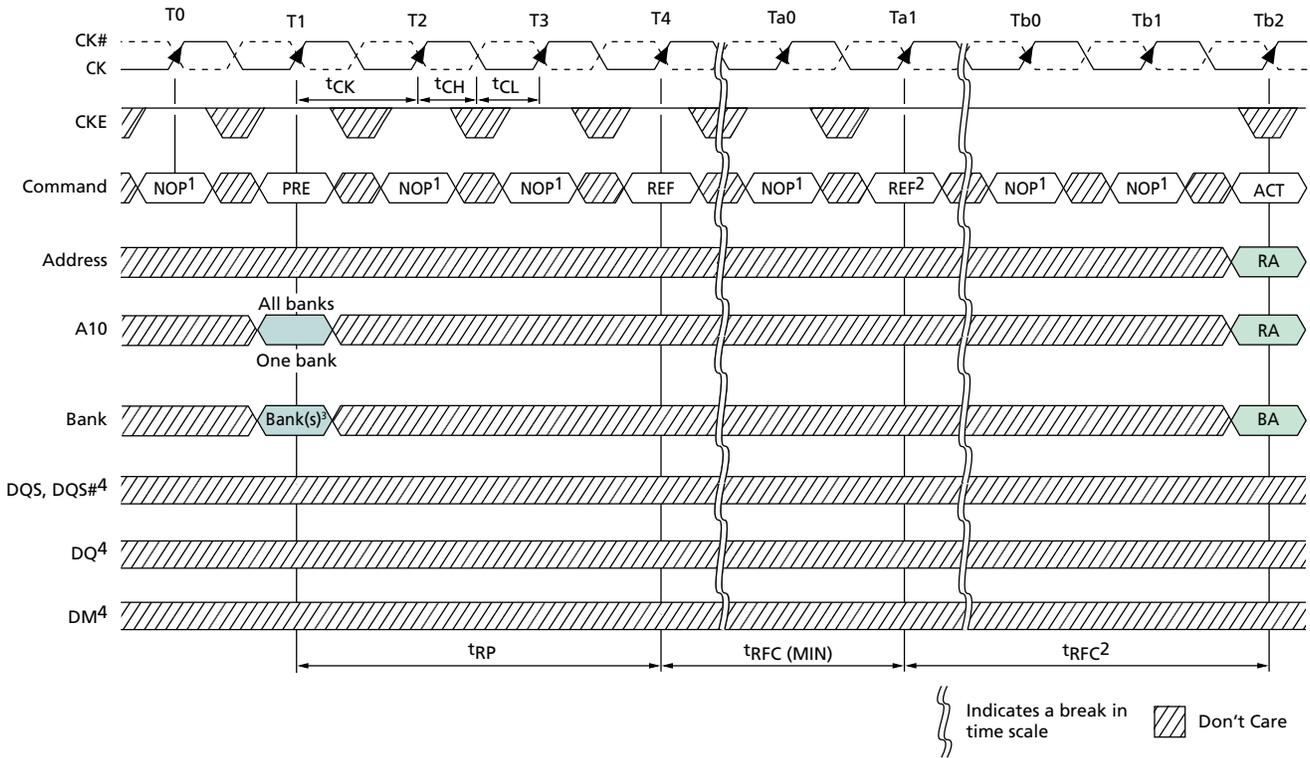 T0 T1 T2 T3 T4 Ta0 Ta1 Tb0 Tb1 Tb2
CK#
CK
tCK tCH tCL
CKE
Command NOP1 PRE NOP1 NOP1 REF NOP1 REF2 NOP1 NOP1 ACT
Address RA
All banks
A10 RA
One bank
Bank Bank(s)3 BA
DQS, DQS#4
DQ4
DM4
tRP tRFC (MIN) tRFC2
Indicates a break in
time scale
Don't Care